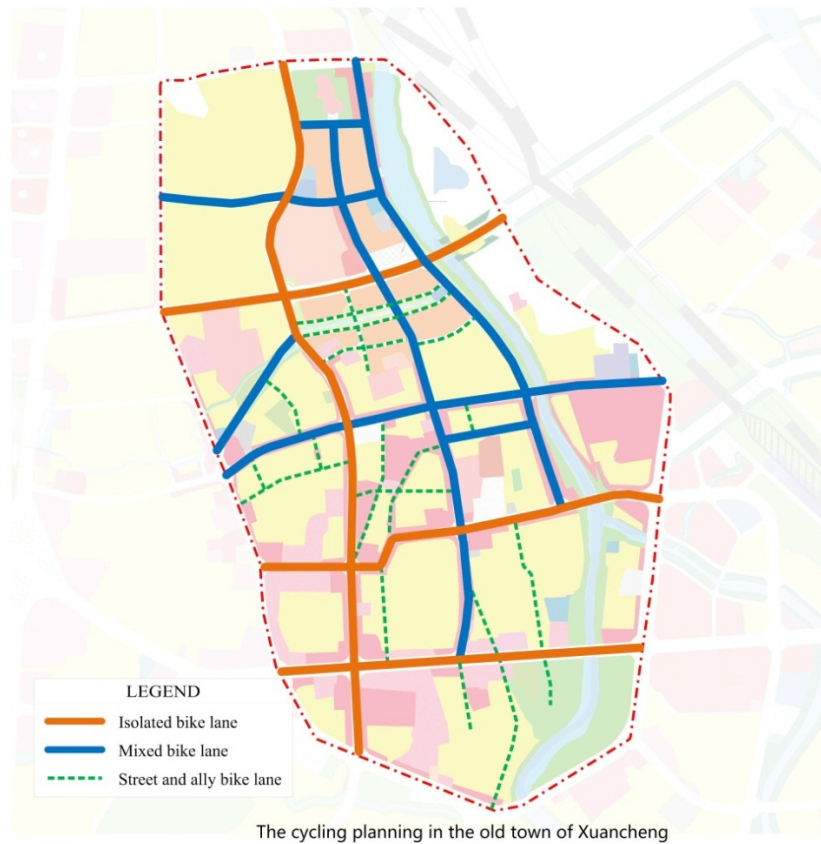 LEGEND
Isolated bike lane
Mixed bike lane
Street and ally bike lane
The cycling planning in the old town of Xuancheng